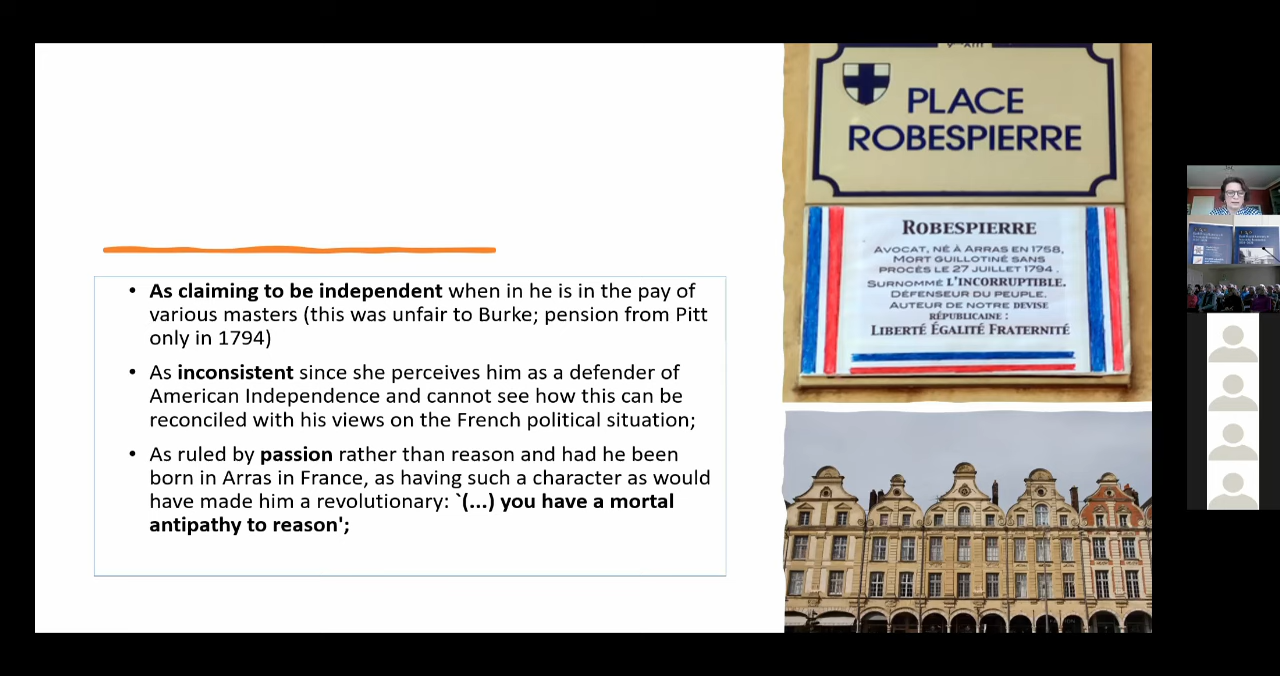 • As claiming to be independent when in he is in the pay of
various masters (this was unfair to Burke; pension from Pitt
only in 1794)
• As inconsistent since she perceives him as a defender of
American Independence and cannot see how this can be
reconciled with his views on the French political situation;
• As ruled by passion rather than reason and had he been
born in Arras in France, as having such a character as would
have made him a revolutionary: `(...) you have a mortal
antipathy to reason';
PLACE
ROBESPIERRE
ROBESPIERRE
AVOCAT, NÉ À ARRAS EN 1758,
MORT GUILLOTINÉ SANS
PROCÈS LE 27 JUILLET 1794.
SURNOMMÉ L'INCORRUPTIBLE.
DÉFENSEUR DU PEUPLE.
AUTEUR DE NOTRE DEVISE
RÉPUBLICAINE :
LIBERTÉ ÉGALITÉ FRATERNITÉ